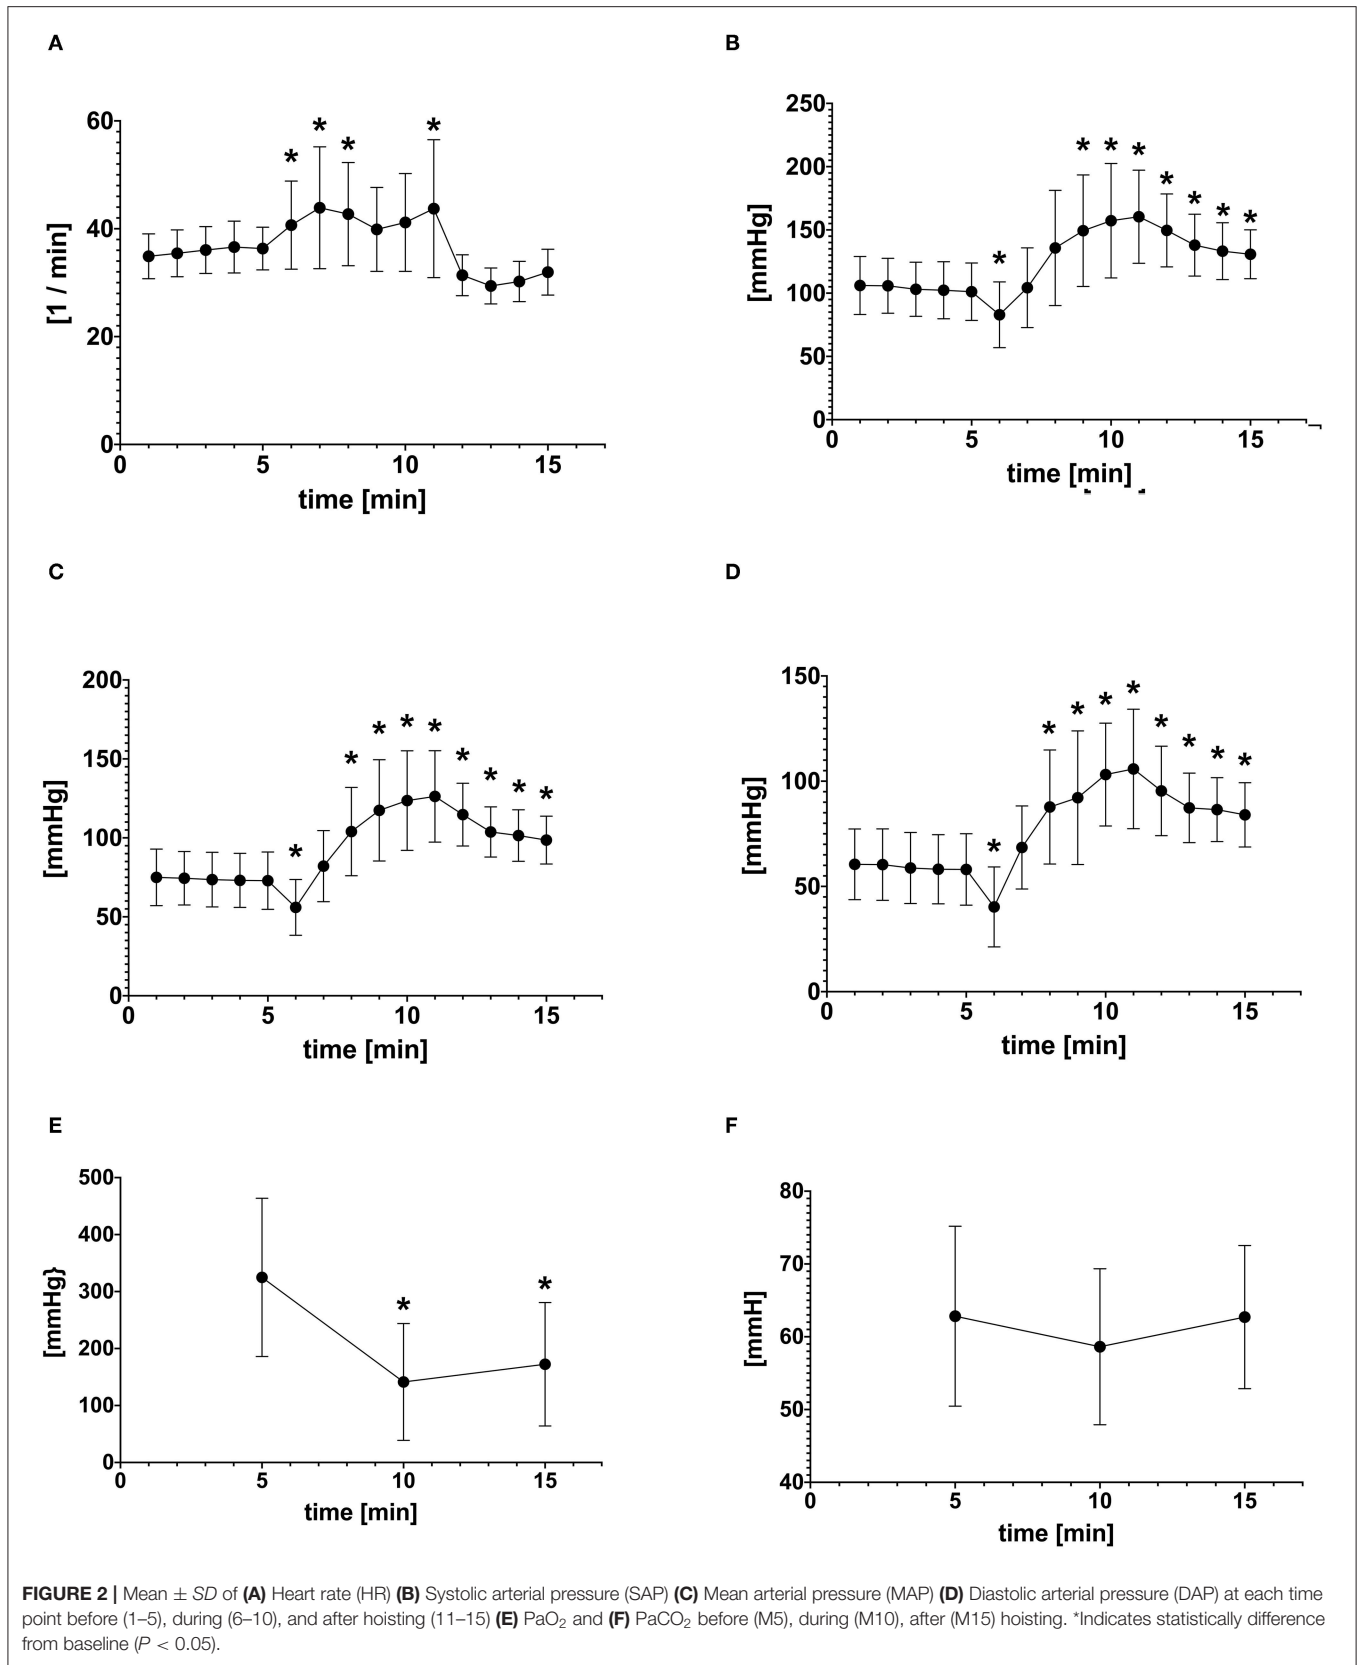 A
B
60
40
20
0
[1 / min]
* * * *
0 5 10 15
time [min]
250
200
150
100
50
0
[mmHg]
* * * * * * * *
0 5 10 15
time [min]
C
D
200
150
100
50
0
[mmHg]
* * * * * * * * *
0 5 10 15
time [min]
150
100
50
0
[mmHg]
* * * * * * * * *
0 5 10 15
time [min]
E
F
500
400
300
200
100
0
[mmHg}
* *
0 5 10 15
time [min]
80
70
60
50
40
[mmH]
0 5 10 15
time [min]
FIGURE 2 | Mean ± SD of (A) Heart rate (HR) (B) Systolic arterial pressure (SAP) (C) Mean arterial pressure (MAP) (D) Diastolic arterial pressure (DAP) at each time
point before (1–5), during (6–10), and after hoisting (11–15) (E) PaO₂ and (F) PaCO₂ before (M5), during (M10), after (M15) hoisting. *Indicates statistically difference
from baseline (P < 0.05).